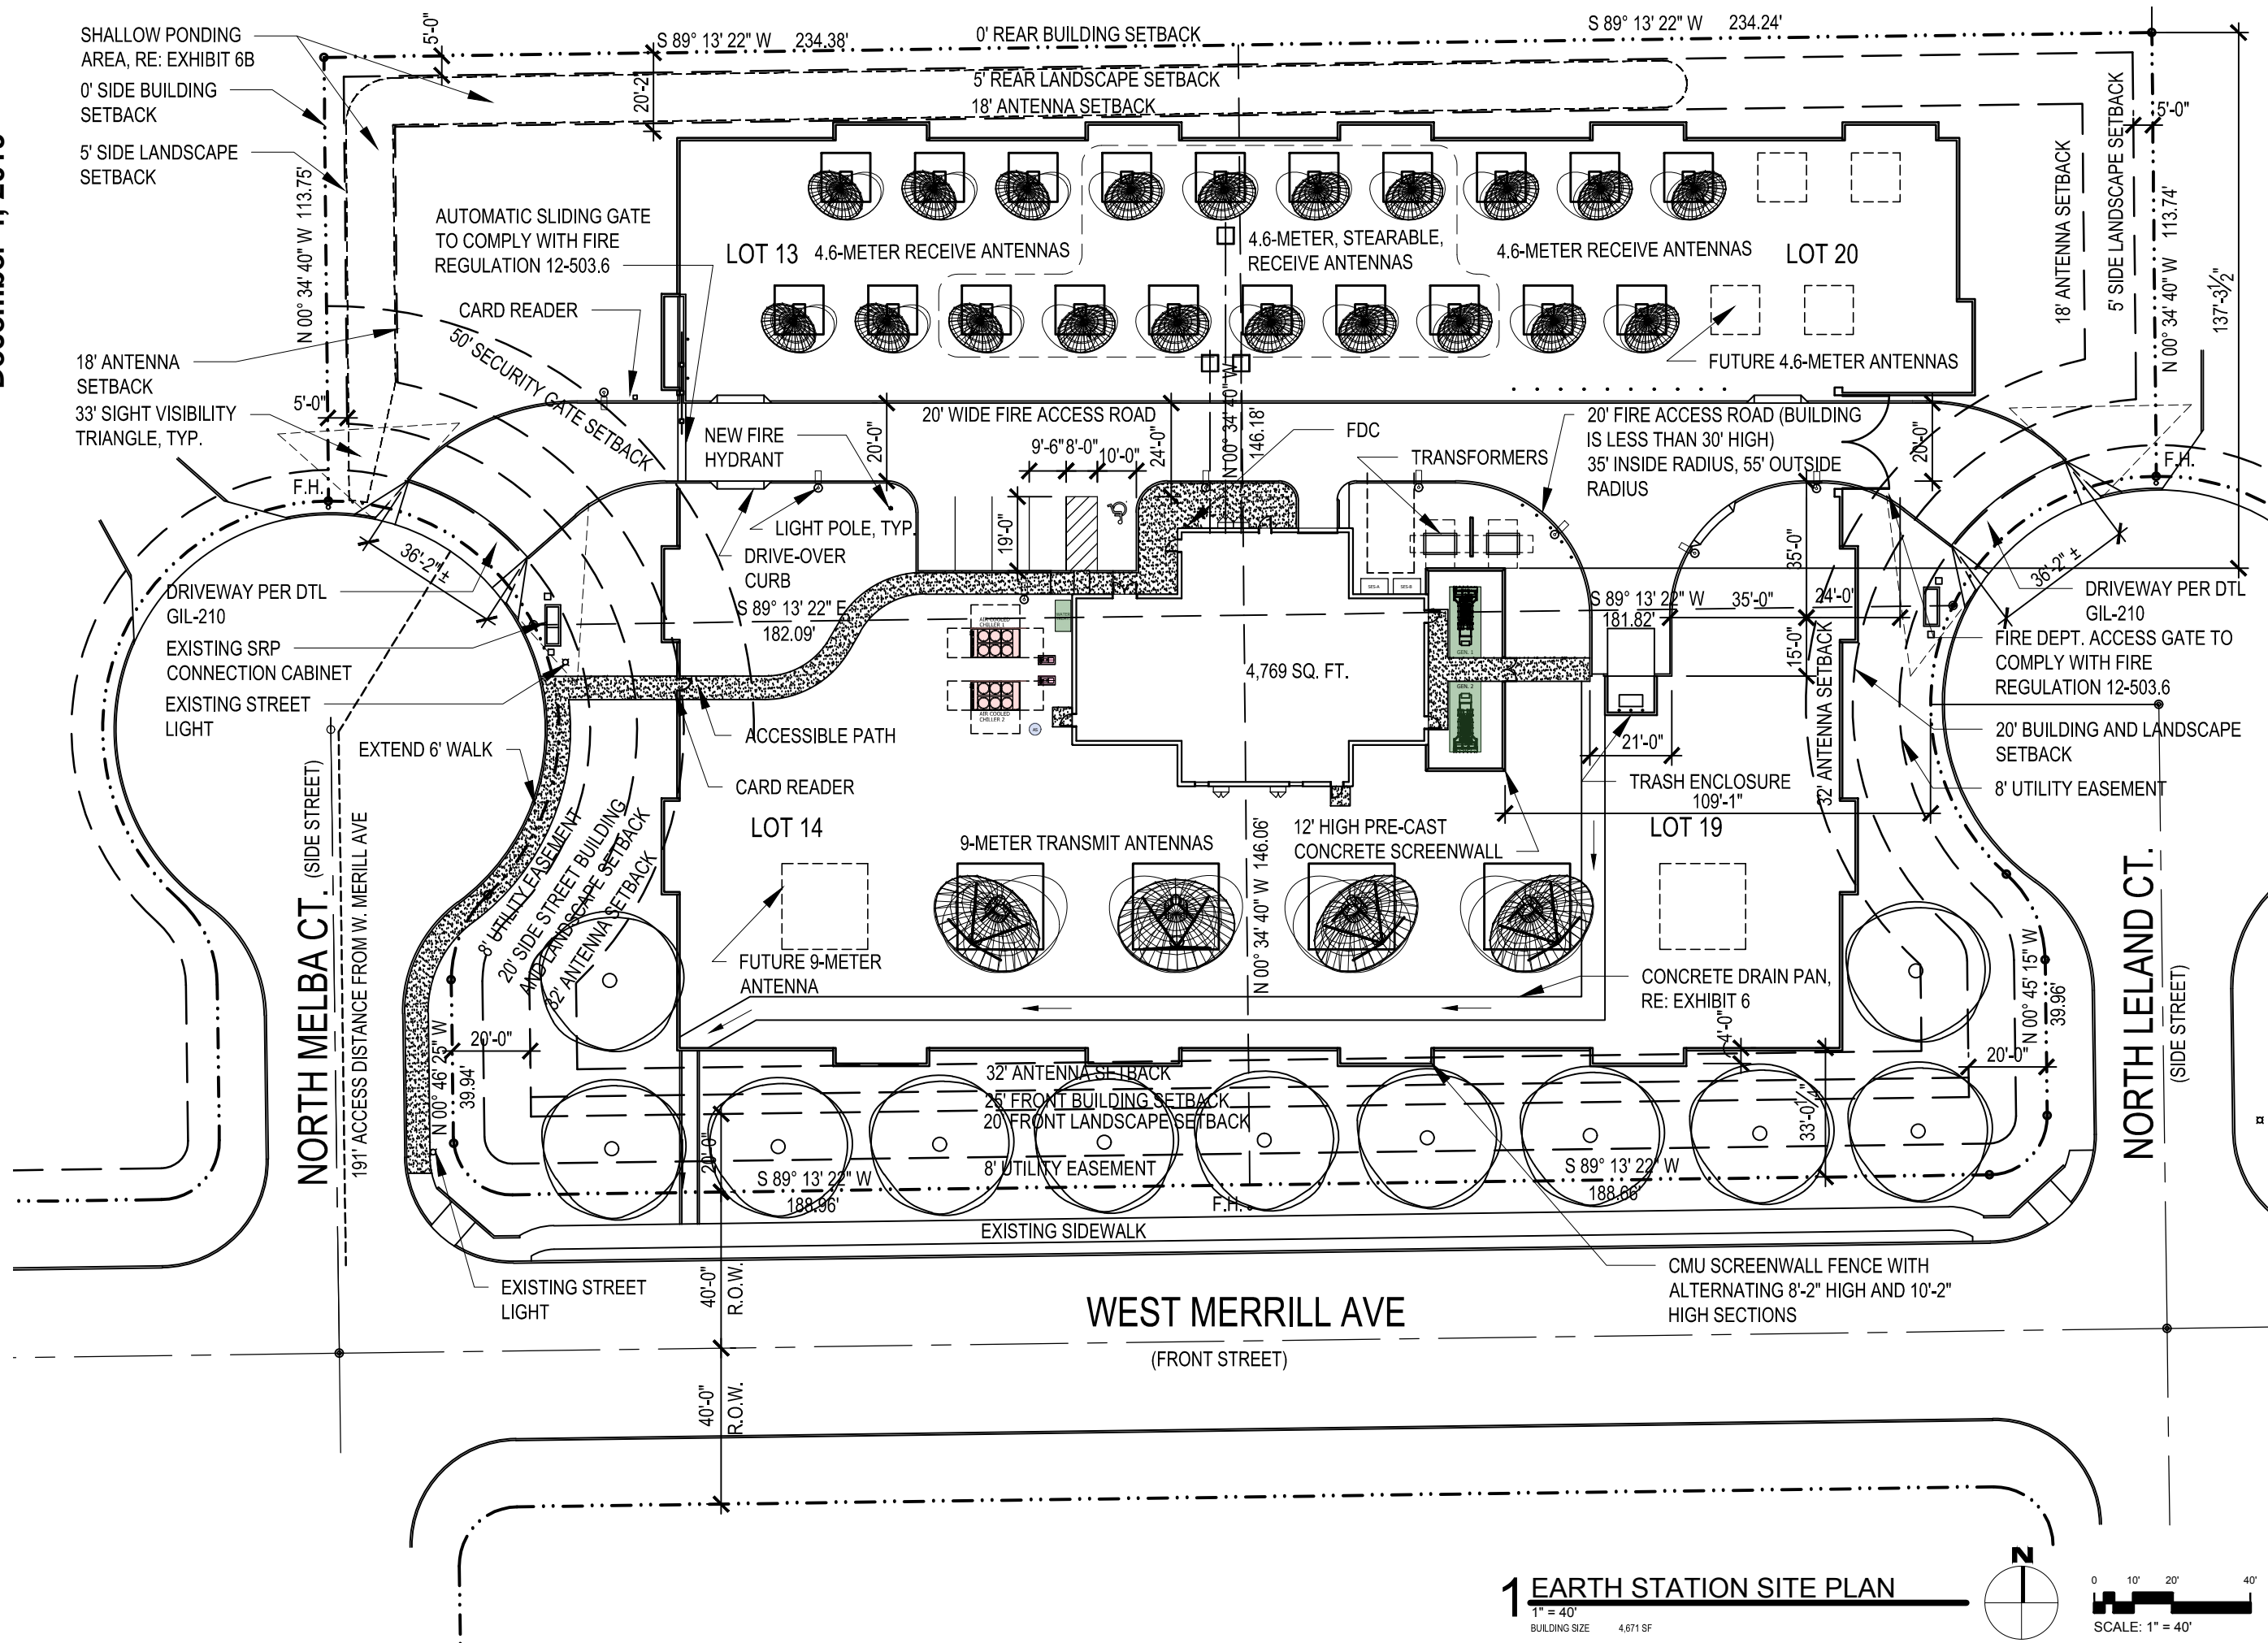 SHALLOW PONDING
AREA, RE: EXHIBIT 6B
0' SIDE BUILDING
SETBACK
5' SIDE LANDSCAPE
SETBACK
5'-0"
S 89° 13' 22" W 234.38'
0' REAR BUILDING SETBACK
S 89° 13' 22" W 234.24'
20'-2"
5' REAR LANDSCAPE SETBACK
18' ANTENNA SETBACK
5'-0"
N 00° 34' 40" W 113.75'
18' ANTENNA SETBACK
5' SIDE LANDSCAPE SETBACK
N 00° 34' 40" W 113.74'
137'-3½"
AUTOMATIC SLIDING GATE
TO COMPLY WITH FIRE
REGULATION 12-503.6
LOT 13
4.6-METER RECEIVE ANTENNAS
4.6-METER, STEARABLE,
RECEIVE ANTENNAS
4.6-METER RECEIVE ANTENNAS
LOT 20
CARD READER
50' SECURITY GATE SETBACK
18' ANTENNA
SETBACK
33' SIGHT VISIBILITY
TRIANGLE, TYP.
5'-0"
FUTURE 4.6-METER ANTENNAS
NEW FIRE
HYDRANT
20'-0"
20' WIDE FIRE ACCESS ROAD
9'-6"
8'-0"
10'-0"
24'-0"
N 00° 34' 40" W
146.18'
FDC
TRANSFORMERS
20' FIRE ACCESS ROAD (BUILDING
IS LESS THAN 30' HIGH)
35' INSIDE RADIUS, 55' OUTSIDE
RADIUS
20'-0"
F.H.
F.H.
19'-0"
LIGHT POLE, TYP.
DRIVE-OVER
CURB
36'-2" ±
36'-2" ±
35'-0"
DRIVEWAY PER DTL
GIL-210
EXISTING SRP
CONNECTION CABINET
EXISTING STREET
LIGHT
S 89° 13' 22" E
182.09'
AIR COOLED
CHILLER 1
AIR COOLED
CHILLER 2
SES-A
SES-B
GEN. 1
GEN. 2
4,769 SQ. FT.
S 89° 13' 22" W
181.82'
35'-0"
24'-0"
15'-0"
DRIVEWAY PER DTL
GIL-210
FIRE DEPT. ACCESS GATE TO
COMPLY WITH FIRE
REGULATION 12-503.6
20' BUILDING AND LANDSCAPE
SETBACK
8' UTILITY EASEMENT
EXTEND 6' WALK
ACCESSIBLE PATH
CARD READER
21'-0"
TRASH ENCLOSURE
109'-1"
32' ANTENNA SETBACK
LOT 14
9-METER TRANSMIT ANTENNAS
12' HIGH PRE-CAST
CONCRETE SCREENWALL
LOT 19
N 00° 34' 40" W 146.06'
8' UTILITY EASEMENT
20' SIDE STREET BUILDING
AND LANDSCAPE SETBACK
32' ANTENNA SETBACK
FUTURE 9-METER
ANTENNA
CONCRETE DRAIN PAN,
RE: EXHIBIT 6
NORTH MELBA CT.
(SIDE STREET)
191' ACCESS DISTANCE FROM W. MERILL AVE
NORTH LELAND CT.
(SIDE STREET)
N 00° 46' 25" W
39.94'
20'-0"
N 00° 45' 15" W
39.96'
20'-0"
4'-0"
33'-0¼"
32' ANTENNA SETBACK
25' FRONT BUILDING SETBACK
20' FRONT LANDSCAPE SETBACK
20'-0"
8' UTILITY EASEMENT
S 89° 13' 22" W
188.96'
S 89° 13' 22" W
188.66'
F.H.
EXISTING SIDEWALK
EXISTING STREET
LIGHT
40'-0"
R.O.W.
40'-0"
R.O.W.
WEST MERRILL AVE
(FRONT STREET)
CMU SCREENWALL FENCE WITH
ALTERNATING 8'-2" HIGH AND 10'-2"
HIGH SECTIONS
1 EARTH STATION SITE PLAN
1" = 40'
BUILDING SIZE 4,671 SF
N
0 10' 20' 40'
SCALE: 1" = 40'